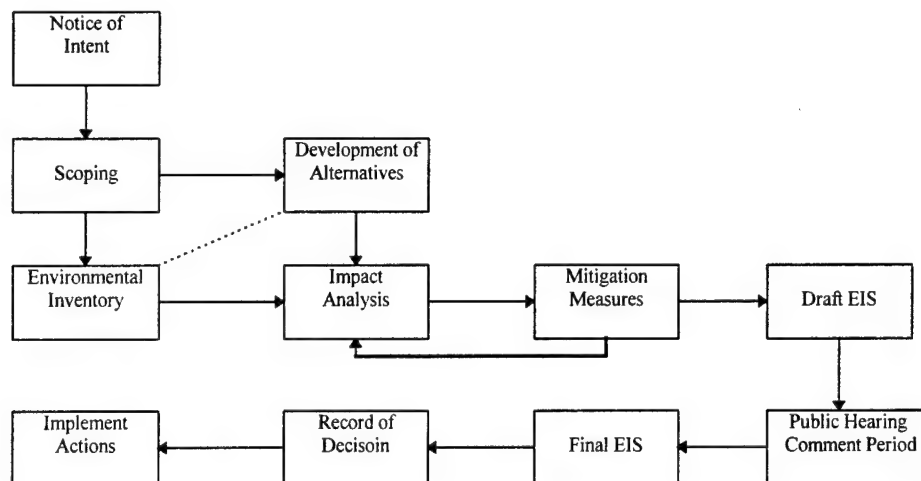 Notice of
Intent
Scoping
Development of
Alternatives
Environmental
Inventory
Impact
Analysis
Mitigation
Measures
Draft EIS
Public Hearing
Comment Period
Final EIS
Record of
Decisoin
Implement
Actions